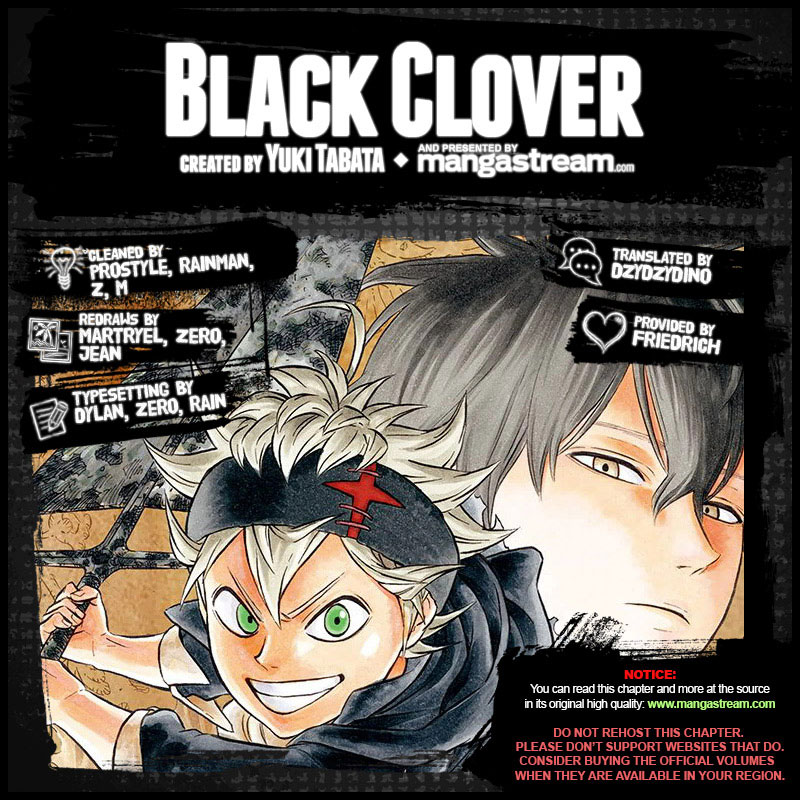 BLACK CLOVER
CREATED BY YUKI TABATA ◆ AND PRESENTED BY mangastream.com
CLEANED BY
PROSTYLE, RAINMAN,
Z, M
REDRAWS BY
MARTRYEL, ZERO,
JEAN
TYPESETTING BY
DYLAN, ZERO, RAIN
TRANSLATED BY
DZYDZYDINO
PROVIDED BY
FRIEDRICH
NOTICE:
You can read this chapter and more at the source
in its original high quality: www.mangastream.com
DO NOT REHOST THIS CHAPTER.
PLEASE DON'T SUPPORT WEBSITES THAT DO.
CONSIDER BUYING THE OFFICIAL VOLUMES
WHEN THEY ARE AVAILABLE IN YOUR REGION.